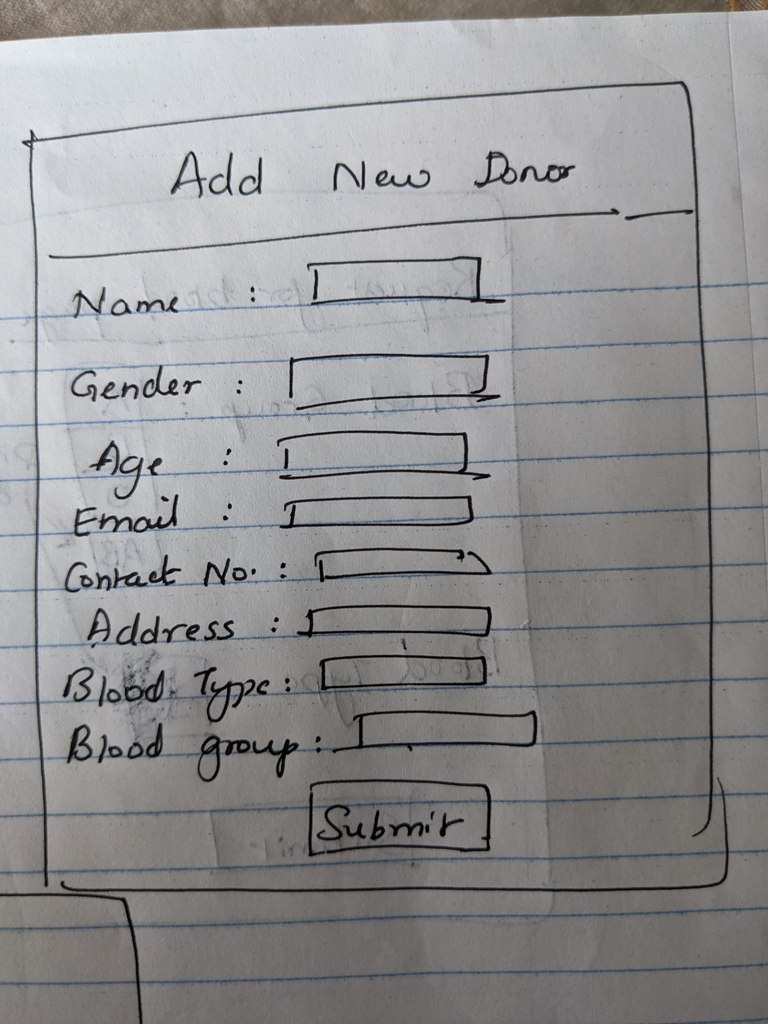 Add New Donor
Name :
Gender :
Age :
Email :
Contact No. :
Address :
Blood Type :
Blood group :
Submit